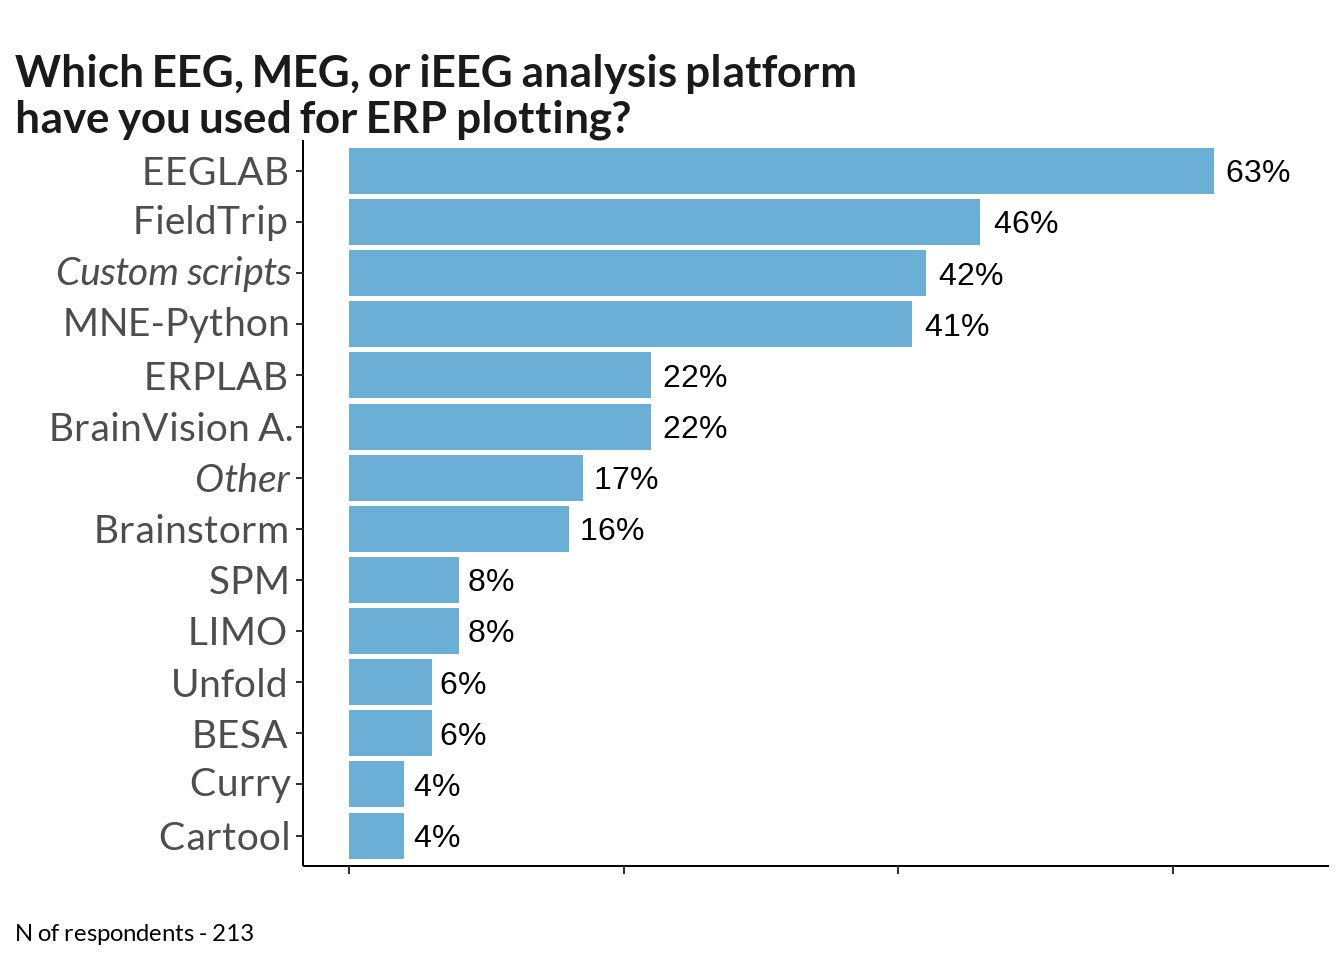 Which EEG, MEG, or iEEG analysis platform
have you used for ERP plotting?
EEGLAB 63%
FieldTrip 46%
Custom scripts 42%
MNE-Python 41%
ERPLAB 22%
BrainVision A. 22%
Other 17%
Brainstorm 16%
SPM 8%
LIMO 8%
Unfold 6%
BESA 6%
Curry 4%
Cartool 4%
N of respondents - 213